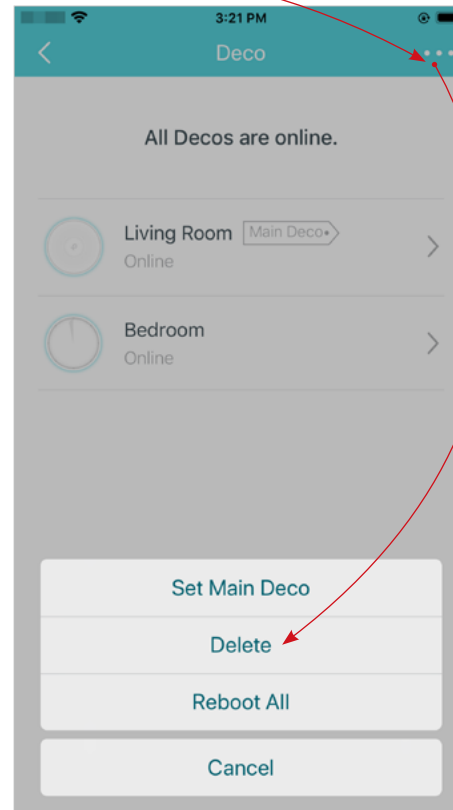 3:21 PM
Deco
All Decos are online.
Living Room Main Deco
Online
Bedroom
Online
Set Main Deco
Delete
Reboot All
Cancel